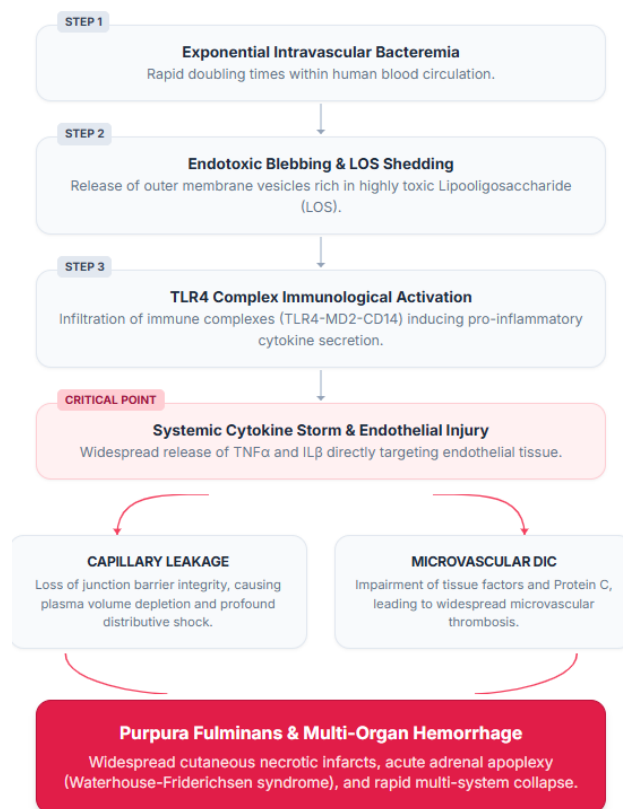 STEP 1
Exponential Intravascular Bacteremia
Rapid doubling times within human blood circulation.
STEP 2
Endotoxic Blebbing & LOS Shedding
Release of outer membrane vesicles rich in highly toxic Lipooligosaccharide
(LOS).
STEP 3
TLR4 Complex Immunological Activation
Infiltration of immune complexes (TLR4-MD2-CD14) inducing pro-inflammatory
cytokine secretion.
CRITICAL POINT
Systemic Cytokine Storm & Endothelial Injury
Widespread release of TNFα and ILβ directly targeting endothelial tissue.
CAPILLARY LEAKAGE
Loss of junction barrier integrity, causing
plasma volume depletion and profound
distributive shock.
MICROVASCULAR DIC
Impairment of tissue factors and Protein C,
leading to widespread microvascular
thrombosis.
Purpura Fulminans & Multi-Organ Hemorrhage
Widespread cutaneous necrotic infarcts, acute adrenal apoplexy
(Waterhouse-Friderichsen syndrome), and rapid multi-system collapse.